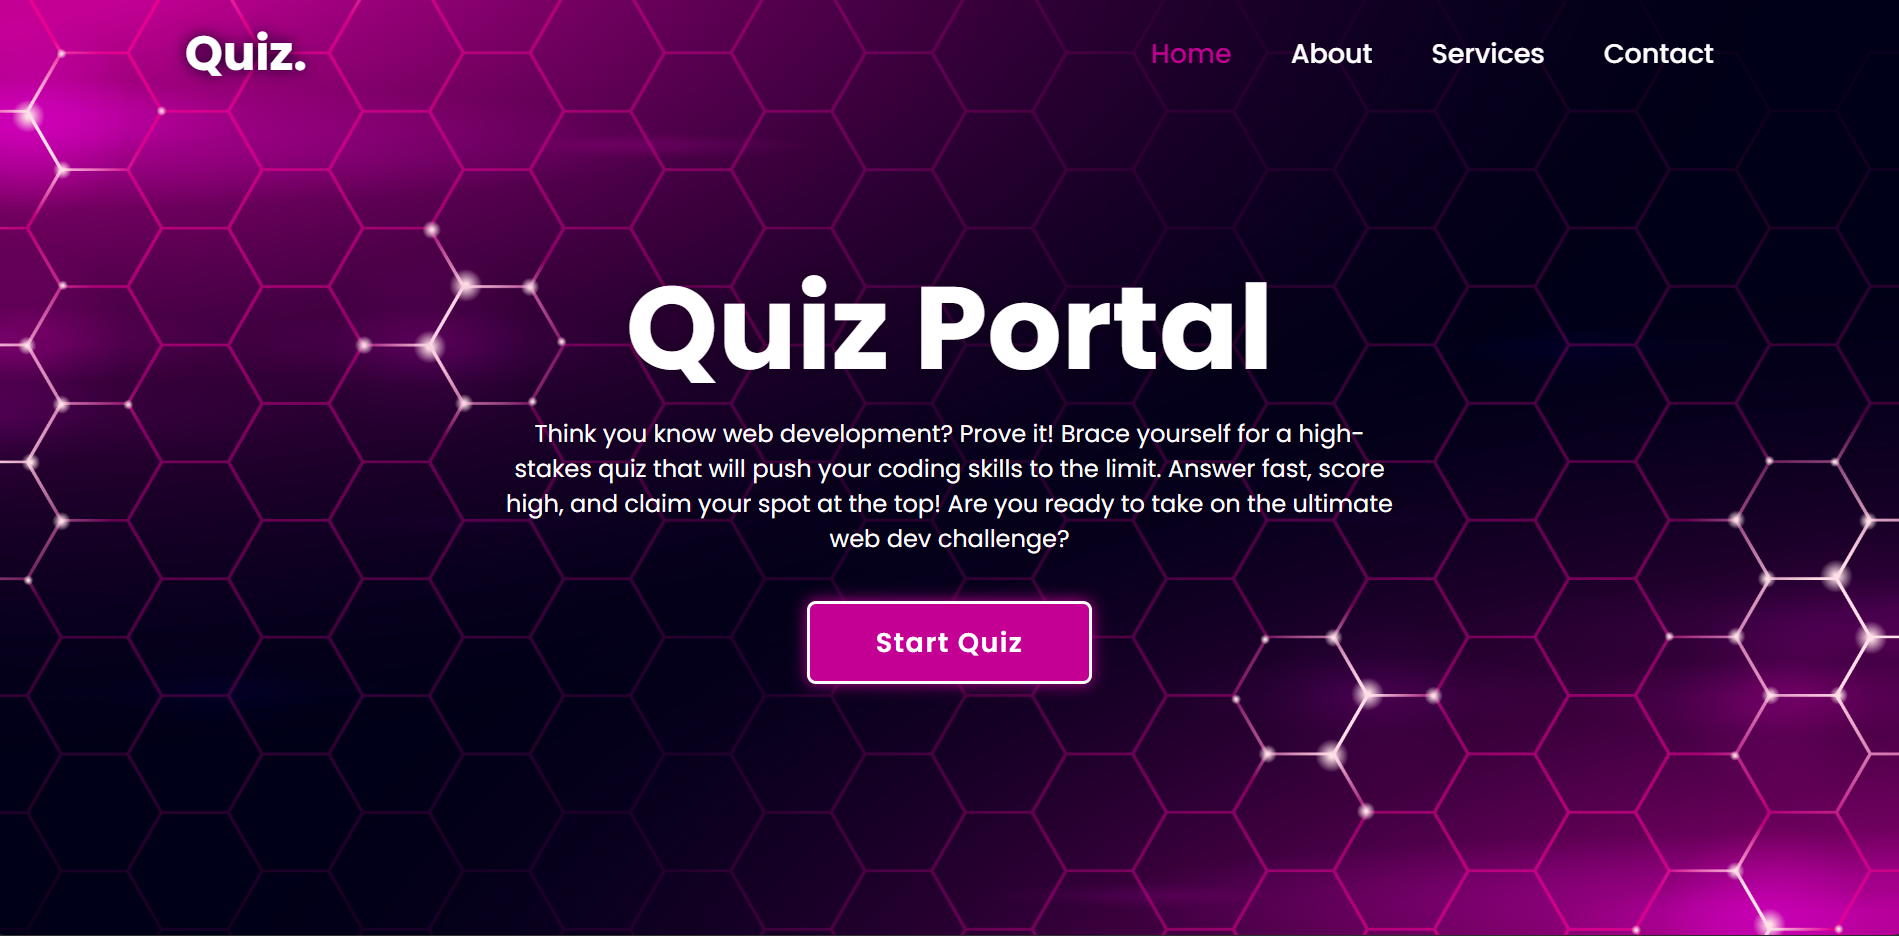 Quiz.
Home About Services Contact
Quiz Portal
Think you know web development? Prove it! Brace yourself for a high-
stakes quiz that will push your coding skills to the limit. Answer fast, score
high, and claim your spot at the top! Are you ready to take on the ultimate
web dev challenge?
Start Quiz